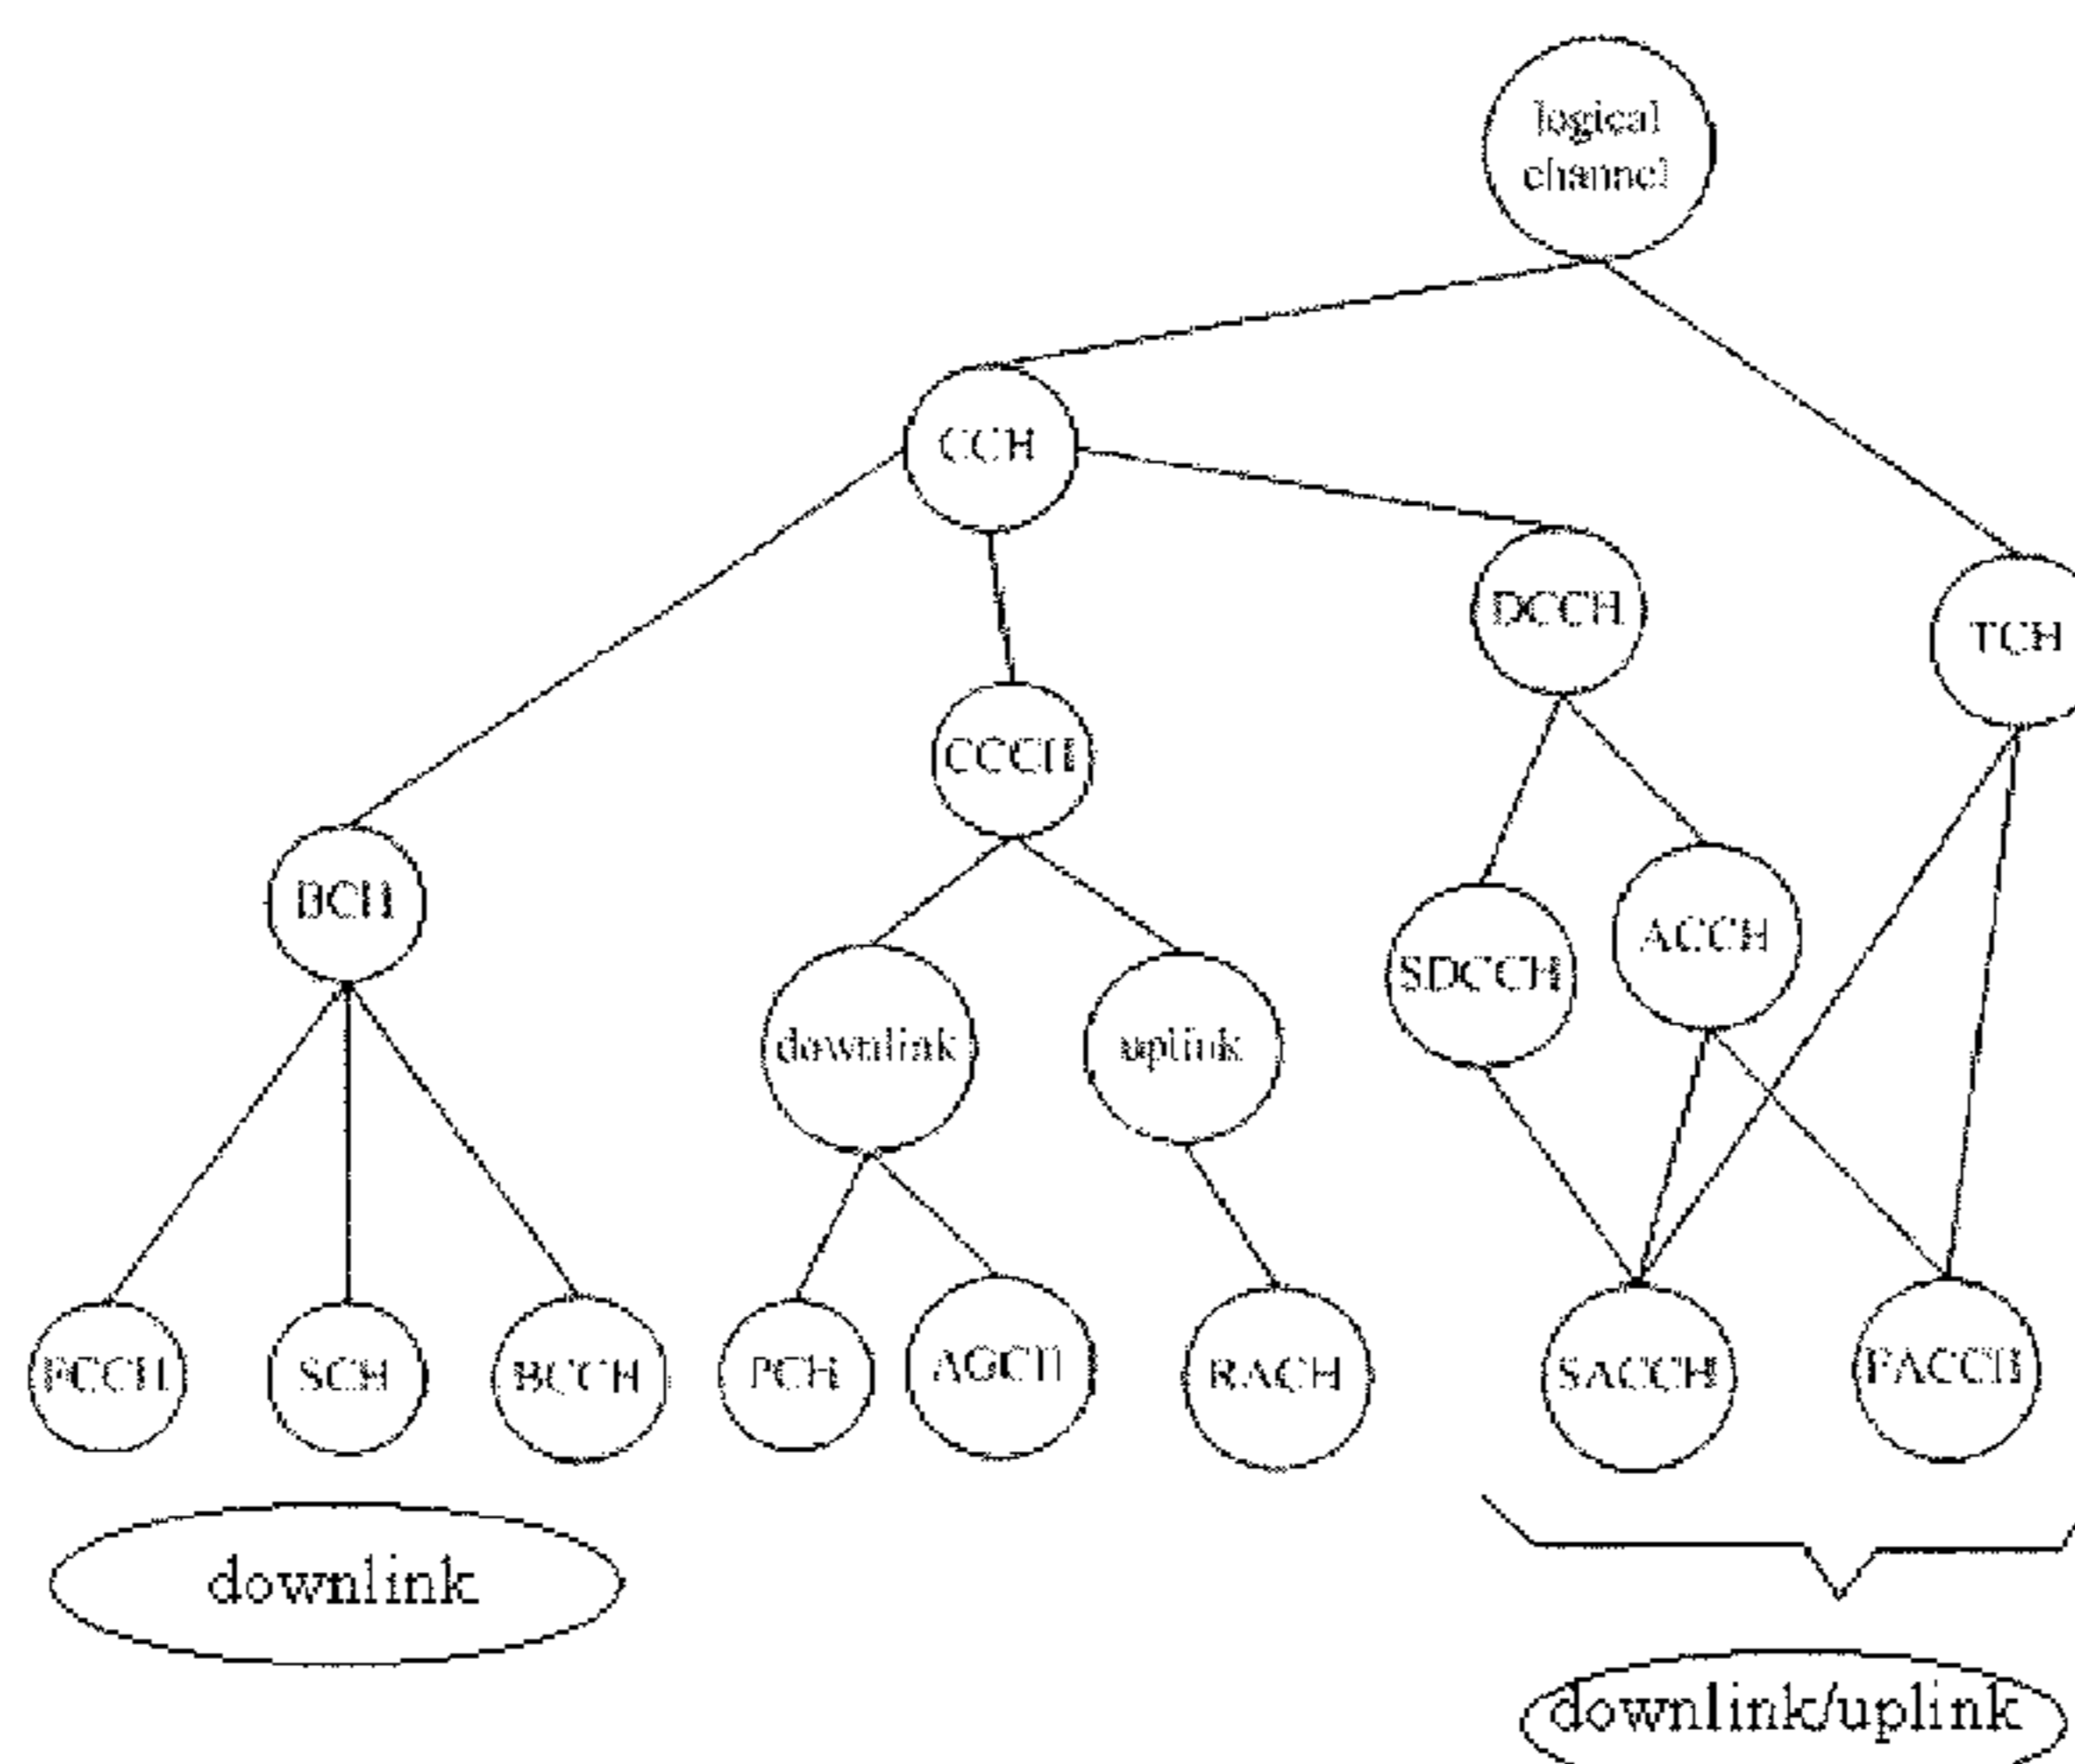 logical
channel
CCH
DCCH
TCH
CCCH
BCH
SDCCH
ACCH
downlink
uplink
FCCH
SCH
BCCH
PCH
AGCH
RACH
SACCH
FACCH
downlink
downlink/uplink